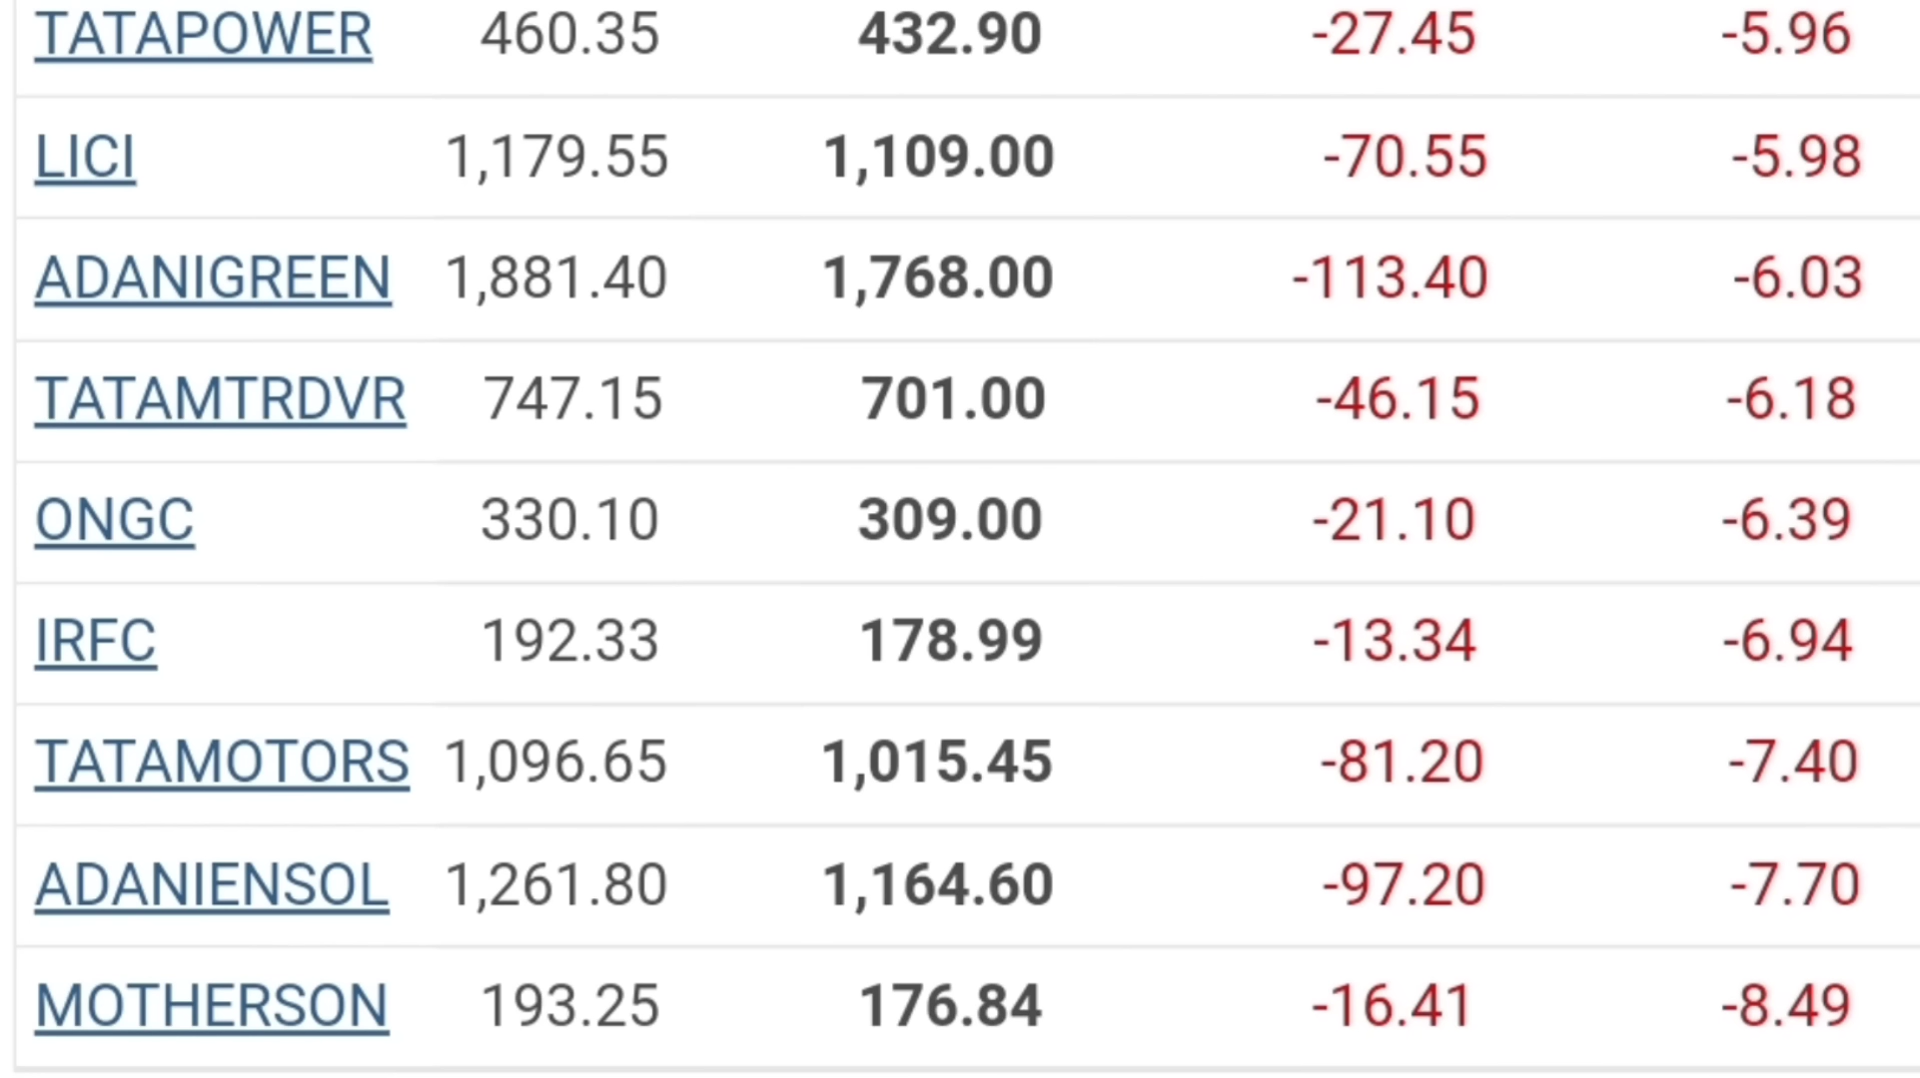 TATAPOWER 460.35 432.90 -27.45 -5.96
LICI 1,179.55 1,109.00 -70.55 -5.98
ADANIGREEN 1,881.40 1,768.00 -113.40 -6.03
TATAMTRDVR 747.15 701.00 -46.15 -6.18
ONGC 330.10 309.00 -21.10 -6.39
IRFC 192.33 178.99 -13.34 -6.94
TATAMOTORS 1,096.65 1,015.45 -81.20 -7.40
ADANIENSOL 1,261.80 1,164.60 -97.20 -7.70
MOTHERSON 193.25 176.84 -16.41 -8.49